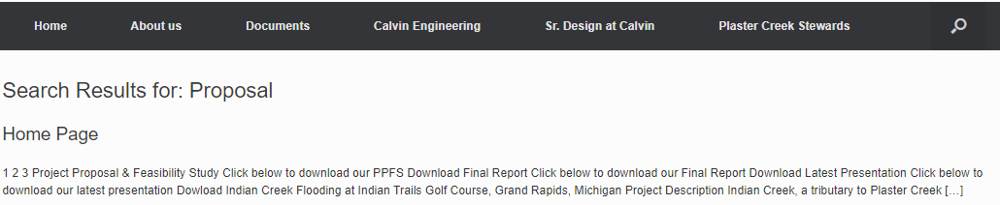 Home About us Documents Calvin Engineering Sr. Design at Calvin Plaster Creek Stewards
Search Results for: Proposal
Home Page
1 2 3 Project Proposal & Feasibility Study Click below to download our PPFS Download Final Report Click below to download our Final Report Download Latest Presentation Click below to
download our latest presentation Dowload Indian Creek Flooding at Indian Trails Golf Course, Grand Rapids, Michigan Project Description Indian Creek, a tributary to Plaster Creek […]